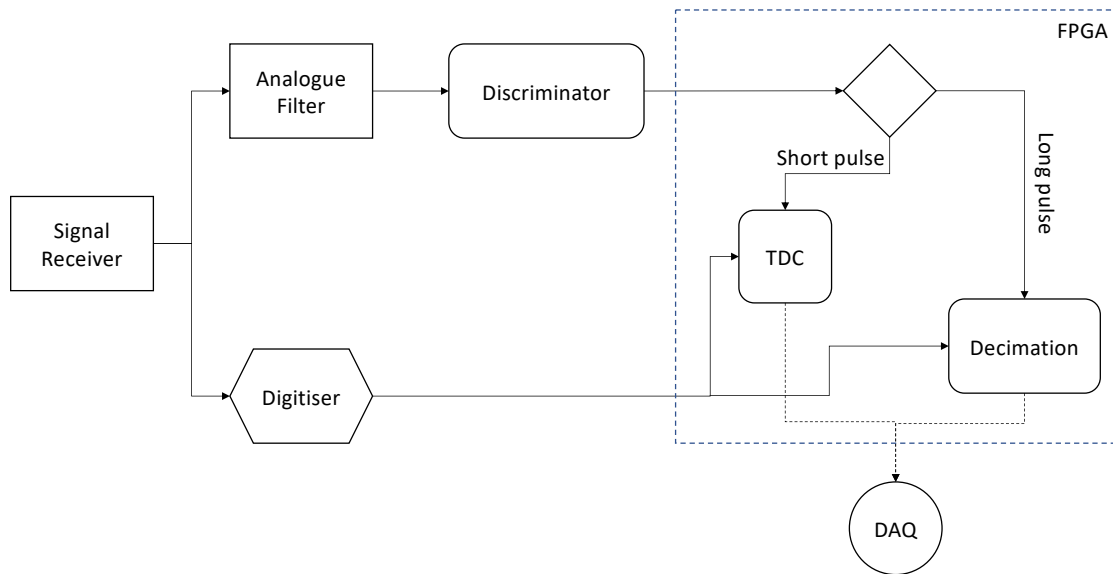 FPGA
Analogue
Filter
Discriminator
Short pulse
Long pulse
Signal
Receiver
TDC
Decimation
Digitiser
DAQ